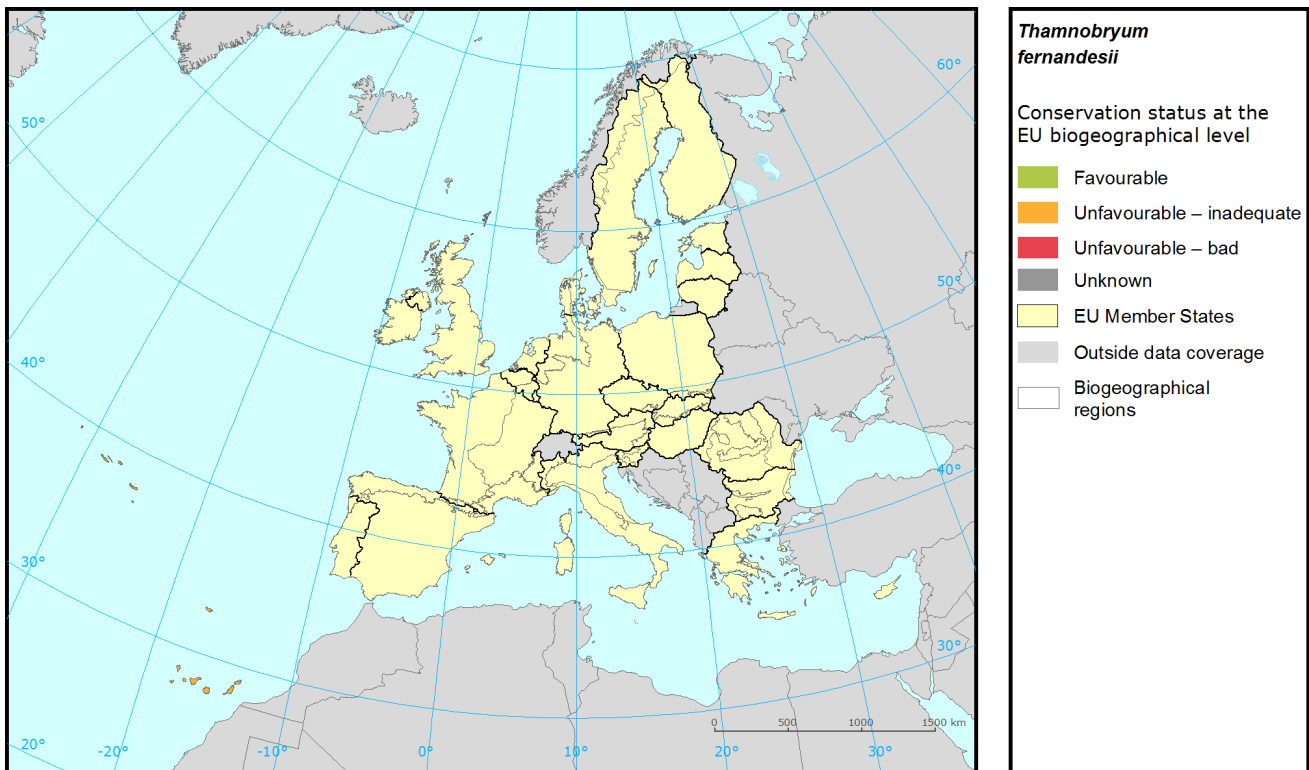 Thamnobryum
fernandesii
Conservation status at the
EU biogeographical level
Favourable
Unfavourable – inadequate
Unfavourable – bad
Unknown
EU Member States
Outside data coverage
Biogeographical
regions
60°
50°
50°
40°
40°
30°
30°
20°
-20°
-10°
0°
10°
20°
30°
0 500 1000 1500 km